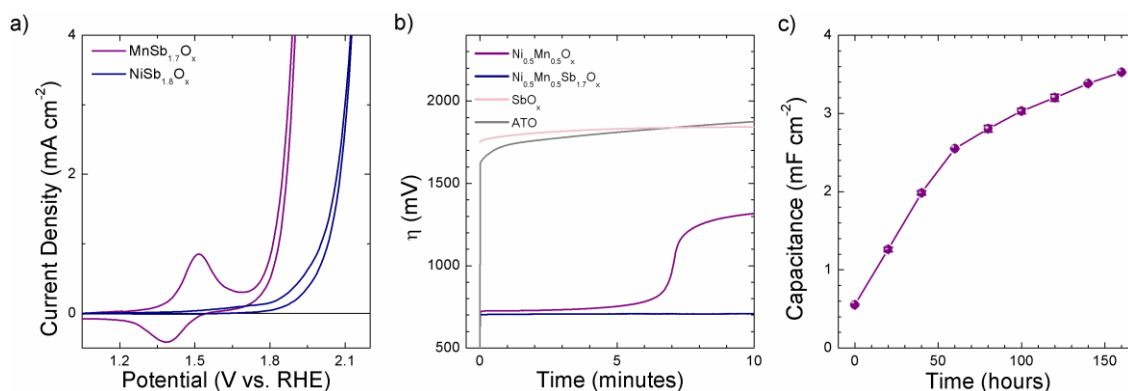 a)
MnSb₁.₇Oₓ
NiSb₁.₈Oₓ
Current Density (mA cm⁻²)
4
2
0
1.2
1.5
1.8
2.1
Potential (V vs. RHE)
b)
Ni₀.₅Mn₀.₅Oₓ
Ni₀.₅Mn₀.₅Sb₁.₇Oₓ
SbOₓ
ATO
η (mV)
2000
1500
1000
500
0
5
10
Time (minutes)
c)
Capacitance (mF cm⁻²)
4
3
2
1
0
0
50
100
150
Time (hours)